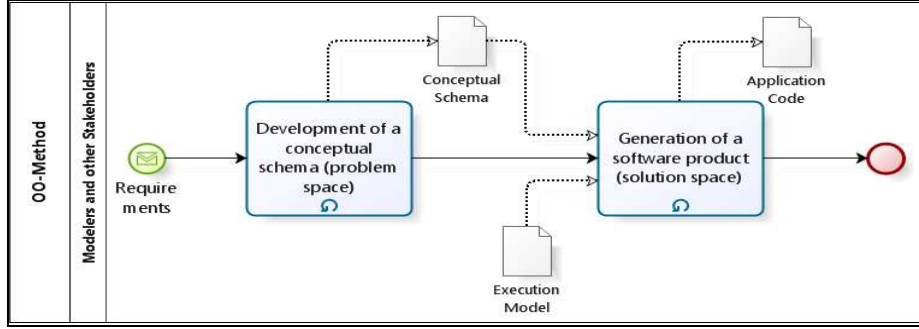 OO-Method
Modelers and other Stakeholders
Require
ments
Development of a
conceptual
schema (problem
space)
Conceptual
Schema
Execution
Model
Generation of a
software product
(solution space)
Application
Code